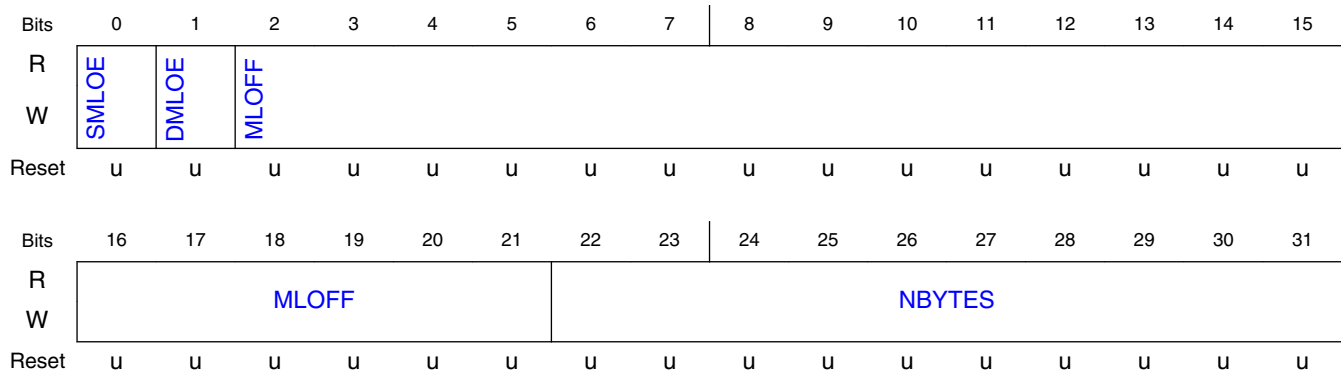 Bits 0 1 2 3 4 5 6 7 8 9 10 11 12 13 14 15
R
W
SMLOE DMLOE MLOFF
Reset u u u u u u u u u u u u u u u u
Bits 16 17 18 19 20 21 22 23 24 25 26 27 28 29 30 31
R
MLOFF NBYTES
W
Reset u u u u u u u u u u u u u u u u